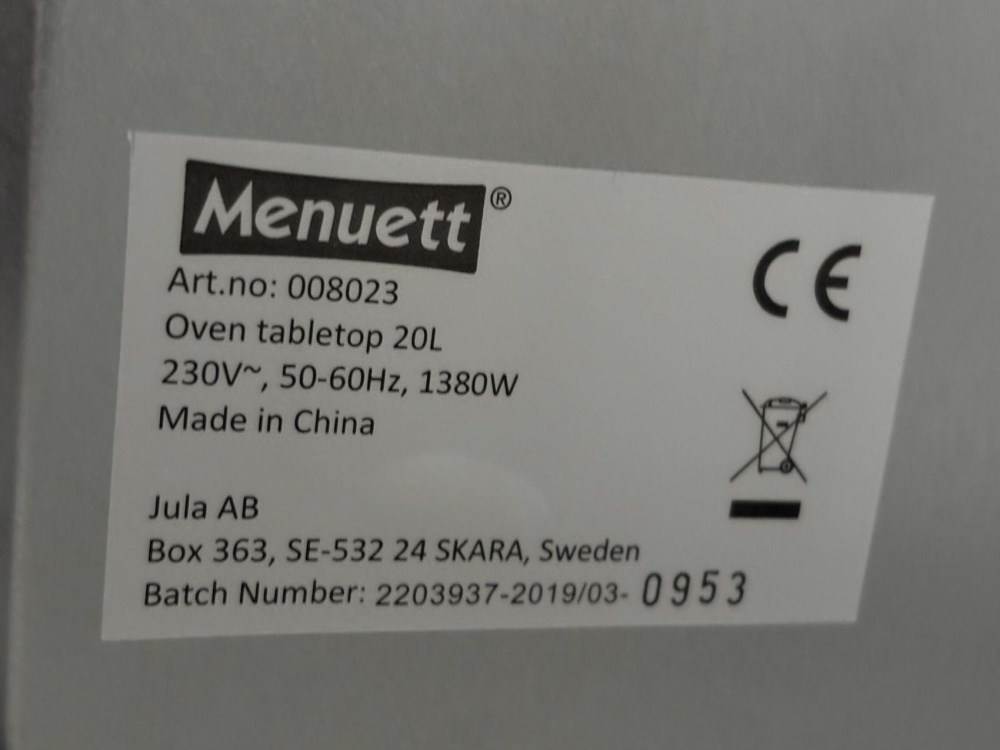 Menuett®
Art.no: 008023
Oven tabletop 20L
230V~, 50-60Hz, 1380W
Made in China
CE
Jula AB
Box 363, SE-532 24 SKARA, Sweden
Batch Number: 2203937-2019/03- 0953